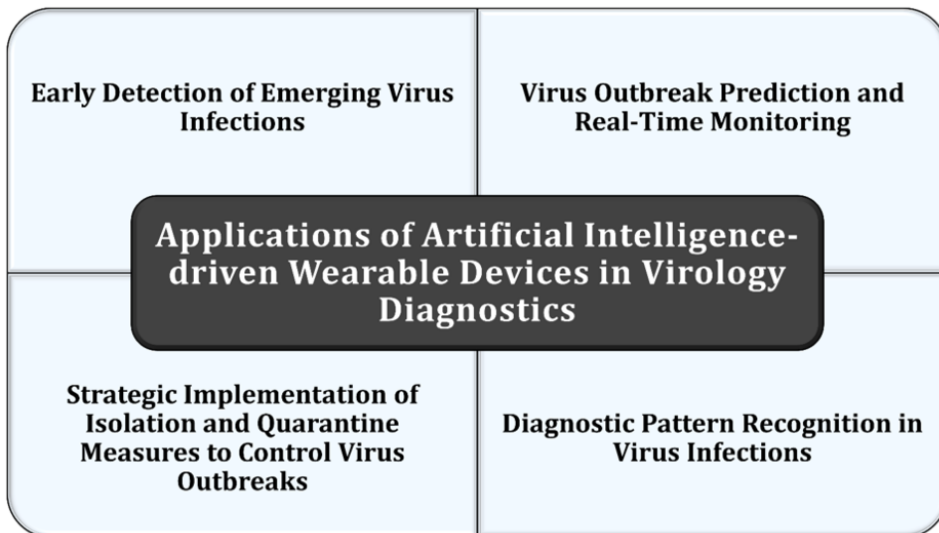 Early Detection of Emerging Virus
Infections
Virus Outbreak Prediction and
Real-Time Monitoring
Applications of Artificial Intelligence-
driven Wearable Devices in Virology
Diagnostics
Strategic Implementation of
Isolation and Quarantine
Measures to Control Virus
Outbreaks
Diagnostic Pattern Recognition in
Virus Infections